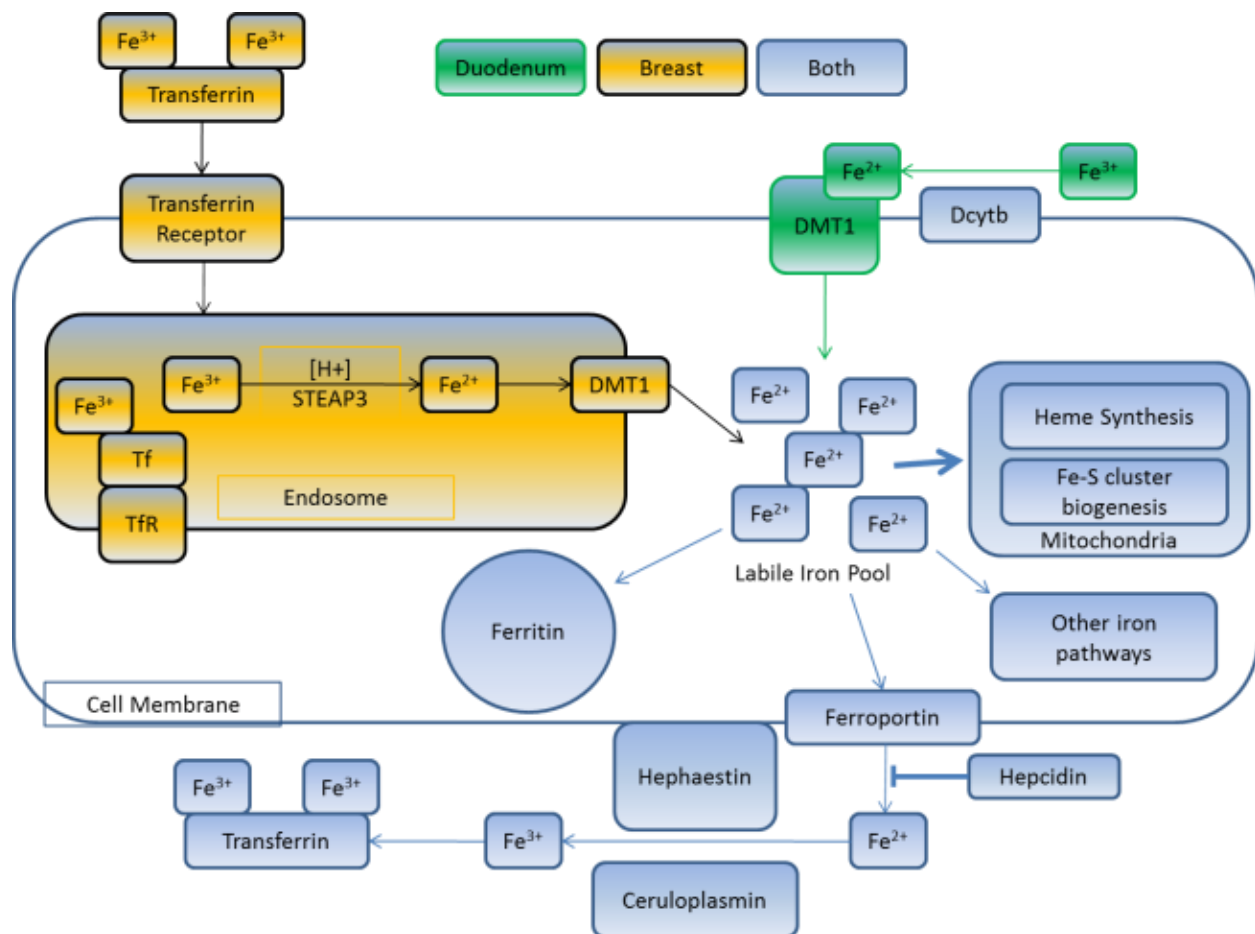 Fe³⁺ Fe³⁺
Transferrin
Duodenum Breast Both
Transferrin
Receptor
Fe²⁺ Fe³⁺
DMT1
Dcytb
Fe³⁺
[H+]
STEAP3
Fe²⁺
DMT1
Fe³⁺
Tf
TfR
Endosome
Fe²⁺
Fe²⁺
Fe²⁺
Fe²⁺
Fe²⁺
Labile Iron Pool
Heme Synthesis
Fe-S cluster
biogenesis
Mitochondria
Ferritin
Other iron
pathways
Cell Membrane
Ferroportin
Hephaestin
Hepcidin
Fe³⁺ Fe³⁺
Transferrin
Fe³⁺
Fe²⁺
Ceruloplasmin